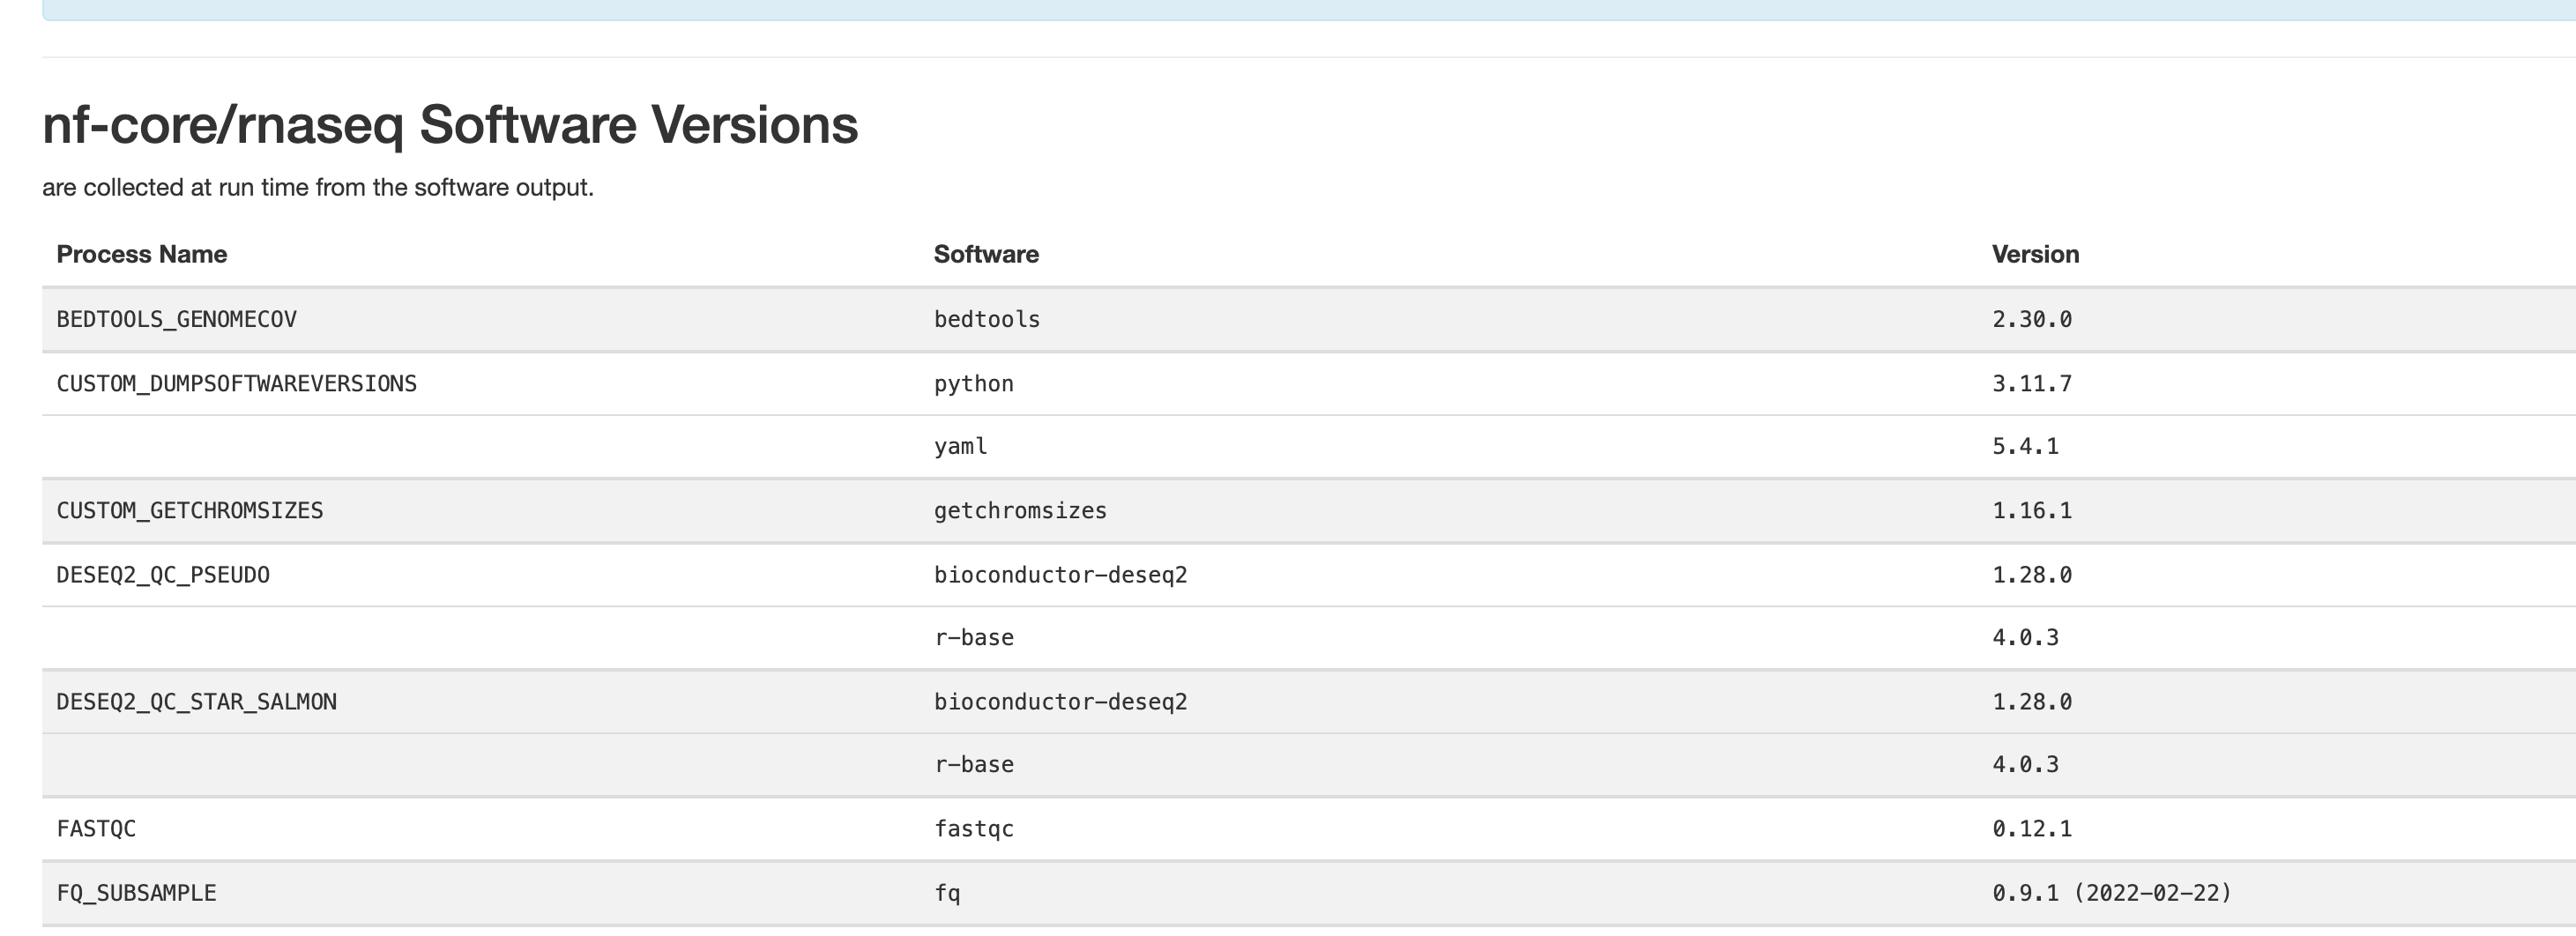 nf-core/rnaseq Software Versions
are collected at run time from the software output.
Process Name Software Version
BEDTOOLS_GENOMECOV bedtools 2.30.0
CUSTOM_DUMPSOFTWAREVERSIONS python 3.11.7
yaml 5.4.1
CUSTOM_GETCHROMSIZES getchromsizes 1.16.1
DESEQ2_QC_PSEUDO bioconductor-deseq2 1.28.0
r-base 4.0.3
DESEQ2_QC_STAR_SALMON bioconductor-deseq2 1.28.0
r-base 4.0.3
FASTQC fastqc 0.12.1
FQ_SUBSAMPLE fq 0.9.1 (2022-02-22)